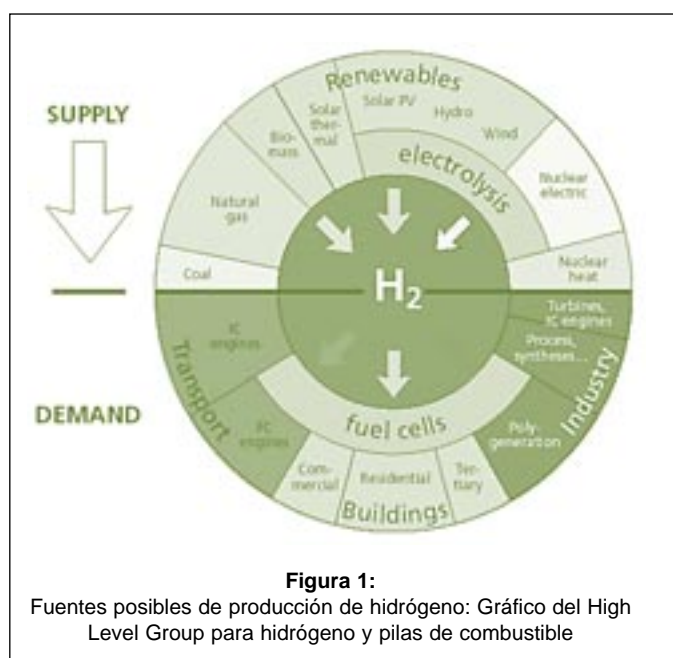 Renewables
Solar PV
Hydro
Wind
Solar
ther-
mal
Bio-
mass
SUPPLY
electrolysis
Nuclear
electric
Natural
gas
Coal
Nuclear
heat
H2
Turbines,
IC engines
IC
engines
Process,
syntheses...
Transport
Industry
DEMAND
fuel cells
FC
engines
Poly-
generation
Com-
mercial
Residential
Ter-
tiary
Buildings
Figura 1:
Fuentes posibles de producción de hidrógeno: Gráfico del High
Level Group para hidrógeno y pilas de combustible